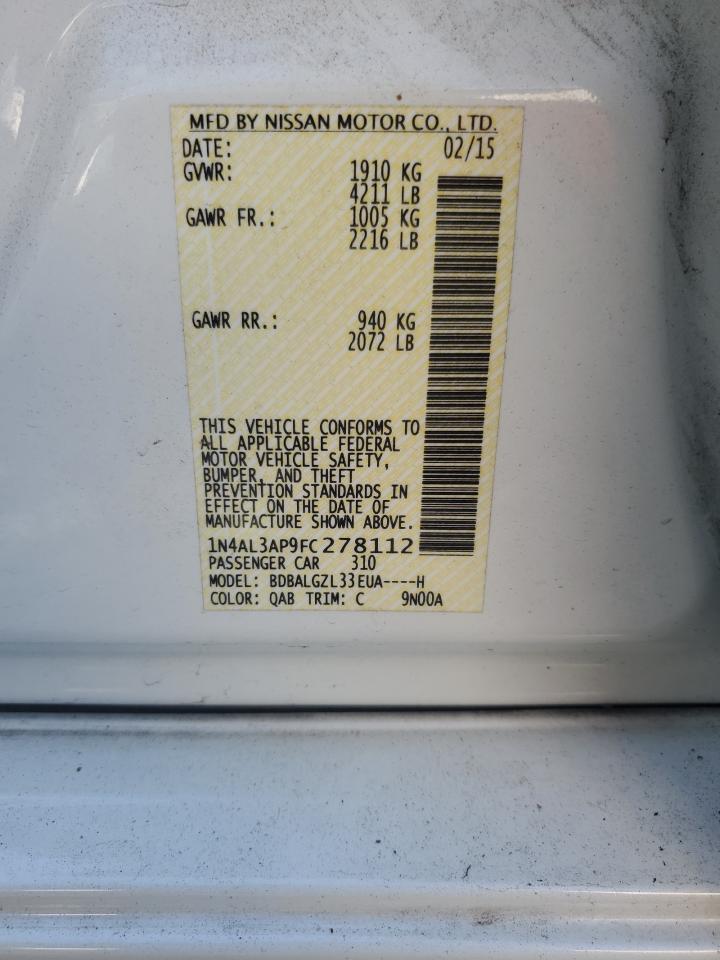 MFD BY NISSAN MOTOR CO., LTD.
DATE: 02/15
GVWR: 1910 KG
4211 LB
GAWR FR.: 1005 KG
2216 LB
GAWR RR.: 940 KG
2072 LB
THIS VEHICLE CONFORMS TO
ALL APPLICABLE FEDERAL
MOTOR VEHICLE SAFETY,
BUMPER, AND THEFT
PREVENTION STANDARDS IN
EFFECT ON THE DATE OF
MANUFACTURE SHOWN ABOVE.
1N4AL3AP9FC278112
PASSENGER CAR 310
MODEL: BDBALGZL33EUA----H
COLOR: QAB TRIM: C 9N00A